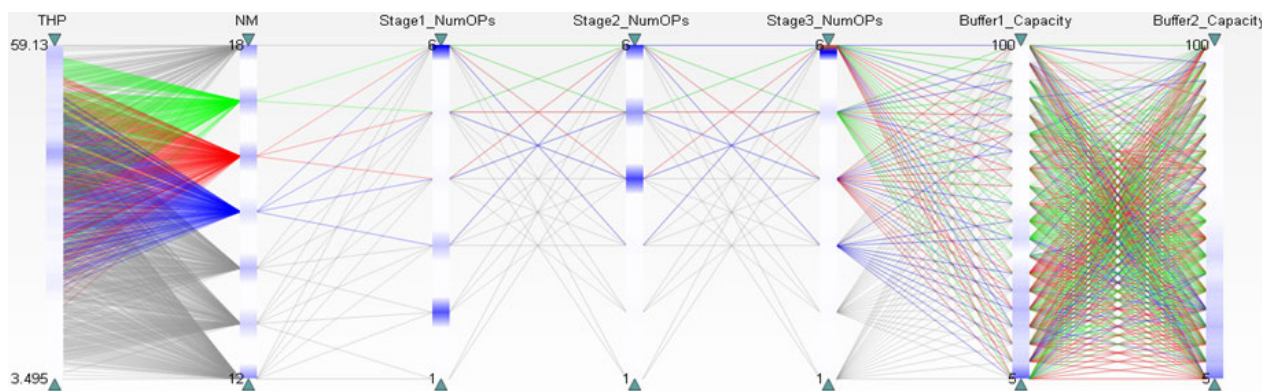 THP NM Stage1_NumOPs Stage2_NumOPs Stage3_NumOPs Buffer1_Capacity Buffer2_Capacity
59.13 18 6 6 6 100 100
3.495 12 1 1 1 5 5